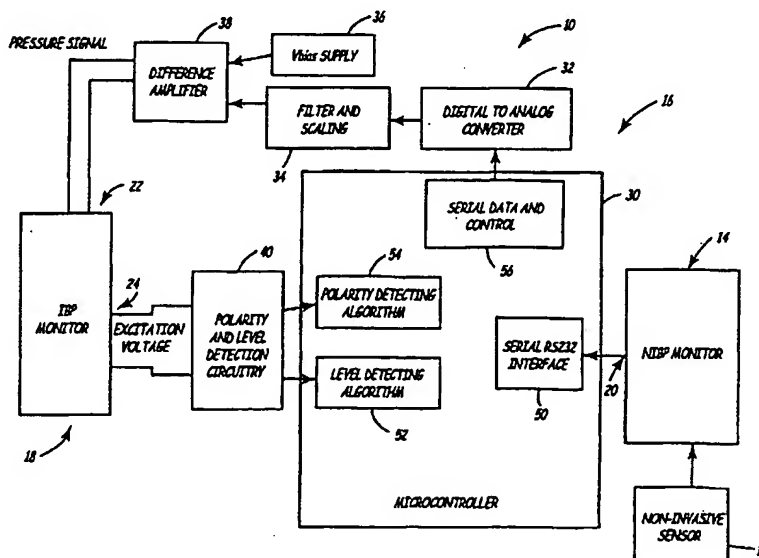 38
36
10
PRESSURE SIGNAL
Vbias SUPPLY
32
16
DIFFERENCE
AMPLIFIER
FILTER AND
SCALING
DIGITAL TO ANALOG
CONVERTER
34
22
30
SERIAL DATA AND
CONTROL
56
40
54
14
24
IBP
MONITOR
EXCITATION
VOLTAGE
POLARITY
AND LEVEL
DETECTION
CIRCUITRY
POLARITY DETECTING
ALGORITHM
SERIAL RS232
INTERFACE
NIBP MONITOR
20
50
LEVEL DETECTING
ALGORITHM
52
18
MICROCONTROLLER
NON-INVASIVE
SENSOR